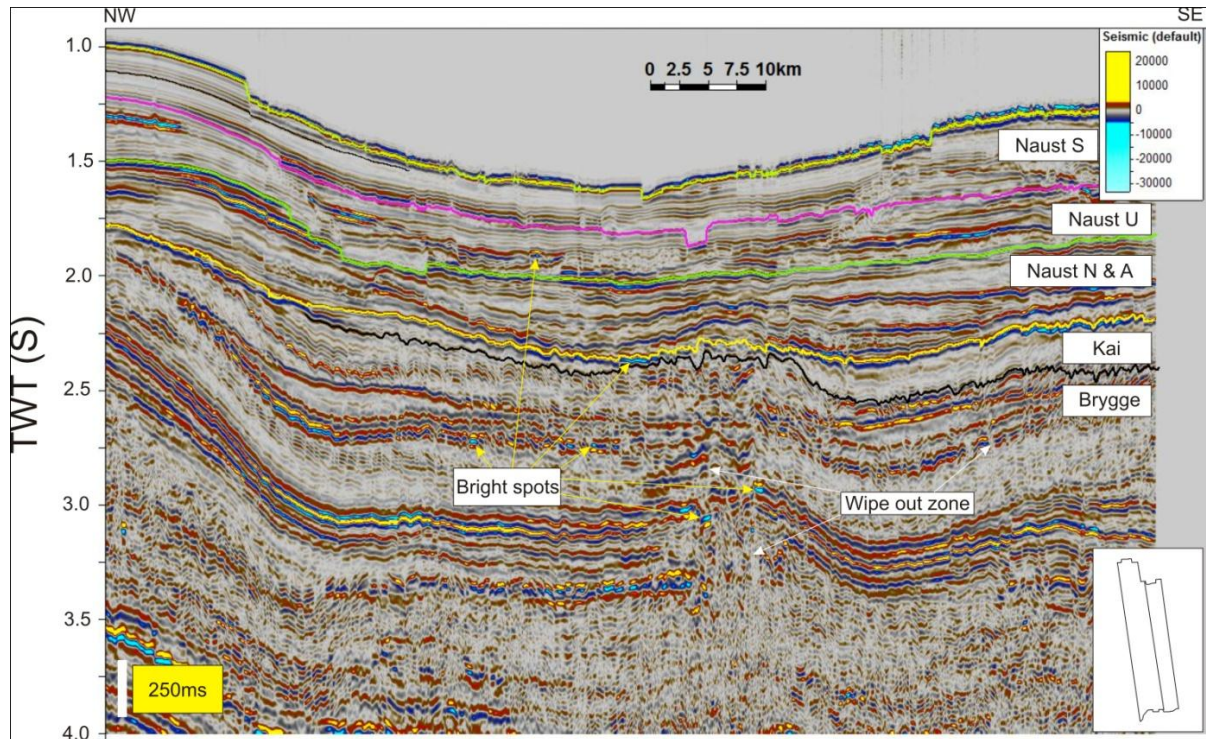 NW
SE
1.0
1.5
2.0
2.5
3.0
3.5
4.0
TWT (S)
0 2.5 5 7.5 10km
Seismic (default)
20000
10000
0
-10000
-20000
-30000
Naust S
Naust U
Naust N & A
Kai
Brygge
Bright spots
Wipe out zone
250ms